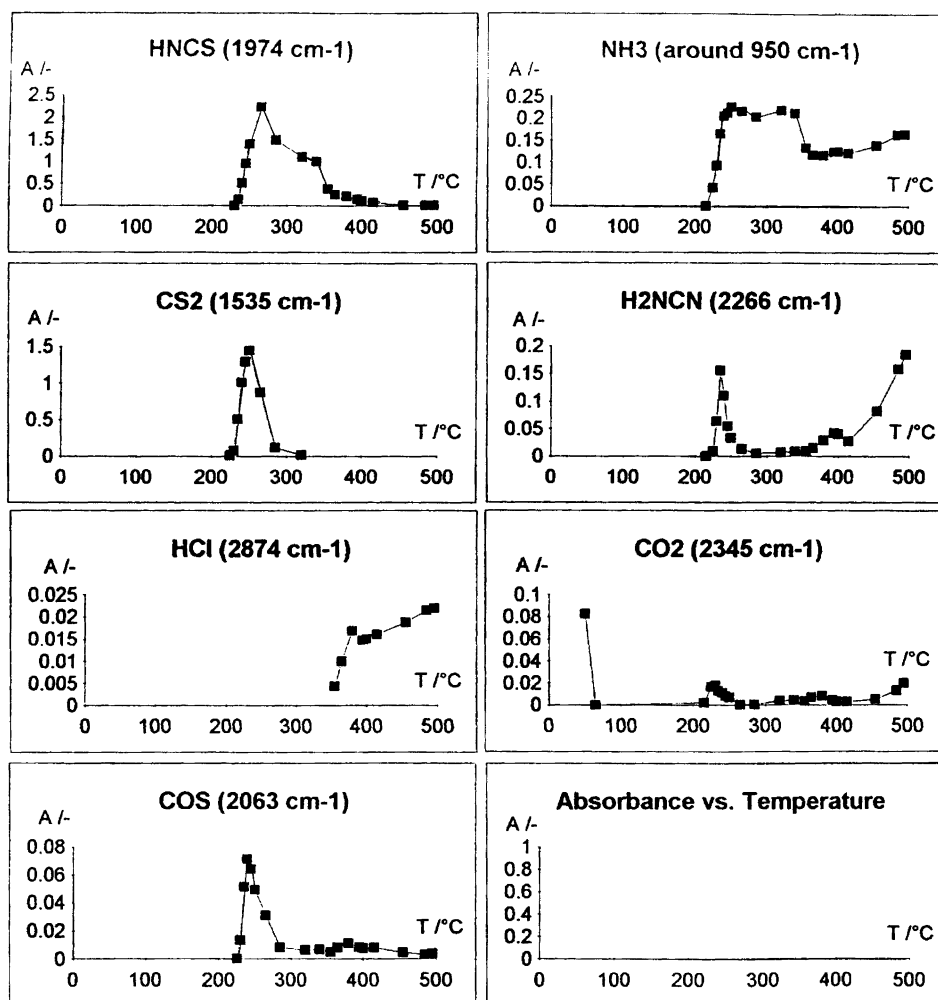 HNCS (1974 cm-1)
A /-
2.5
2
1.5
1
0.5
0
T /°C
0 100 200 300 400 500
NH3 (around 950 cm-1)
A /-
0.25
0.2
0.15
0.1
0.05
0
T /°C
0 100 200 300 400 500
CS2 (1535 cm-1)
A /-
1.5
1
0.5
0
T /°C
0 100 200 300 400 500
H2NCN (2266 cm-1)
A /-
0.2
0.15
0.1
0.05
0
T /°C
0 100 200 300 400 500
HCl (2874 cm-1)
A /-
0.025
0.02
0.015
0.01
0.005
0
T /°C
0 100 200 300 400 500
CO2 (2345 cm-1)
A /-
0.1
0.08
0.06
0.04
0.02
0
T /°C
0 100 200 300 400 500
COS (2063 cm-1)
A /-
0.08
0.06
0.04
0.02
0
T /°C
0 100 200 300 400 500
Absorbance vs. Temperature
A /-
1
0.8
0.6
0.4
0.2
0
T /°C
0 100 200 300 400 500